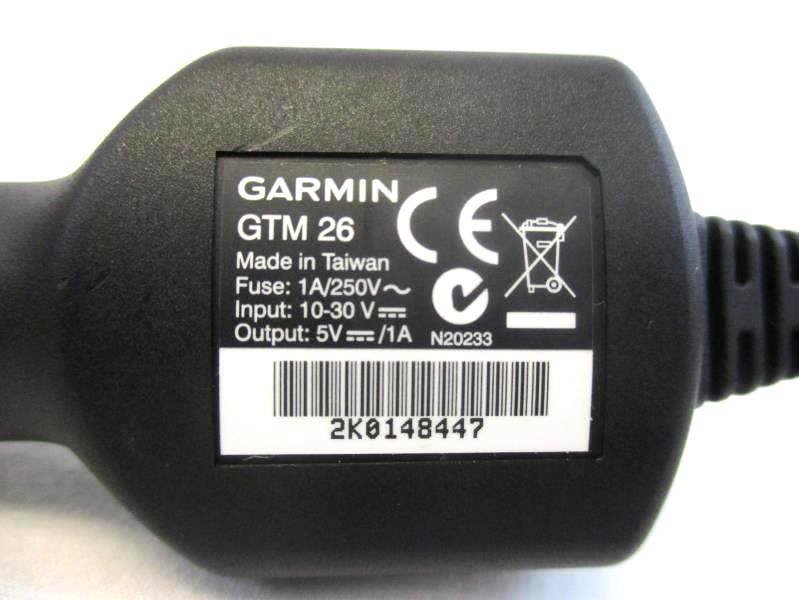 GARMIN
GTM 26
Made in Taiwan
Fuse: 1A/250V~
Input: 10-30 V⎓
Output: 5V⎓/1A
CE
N20233
2K0148447